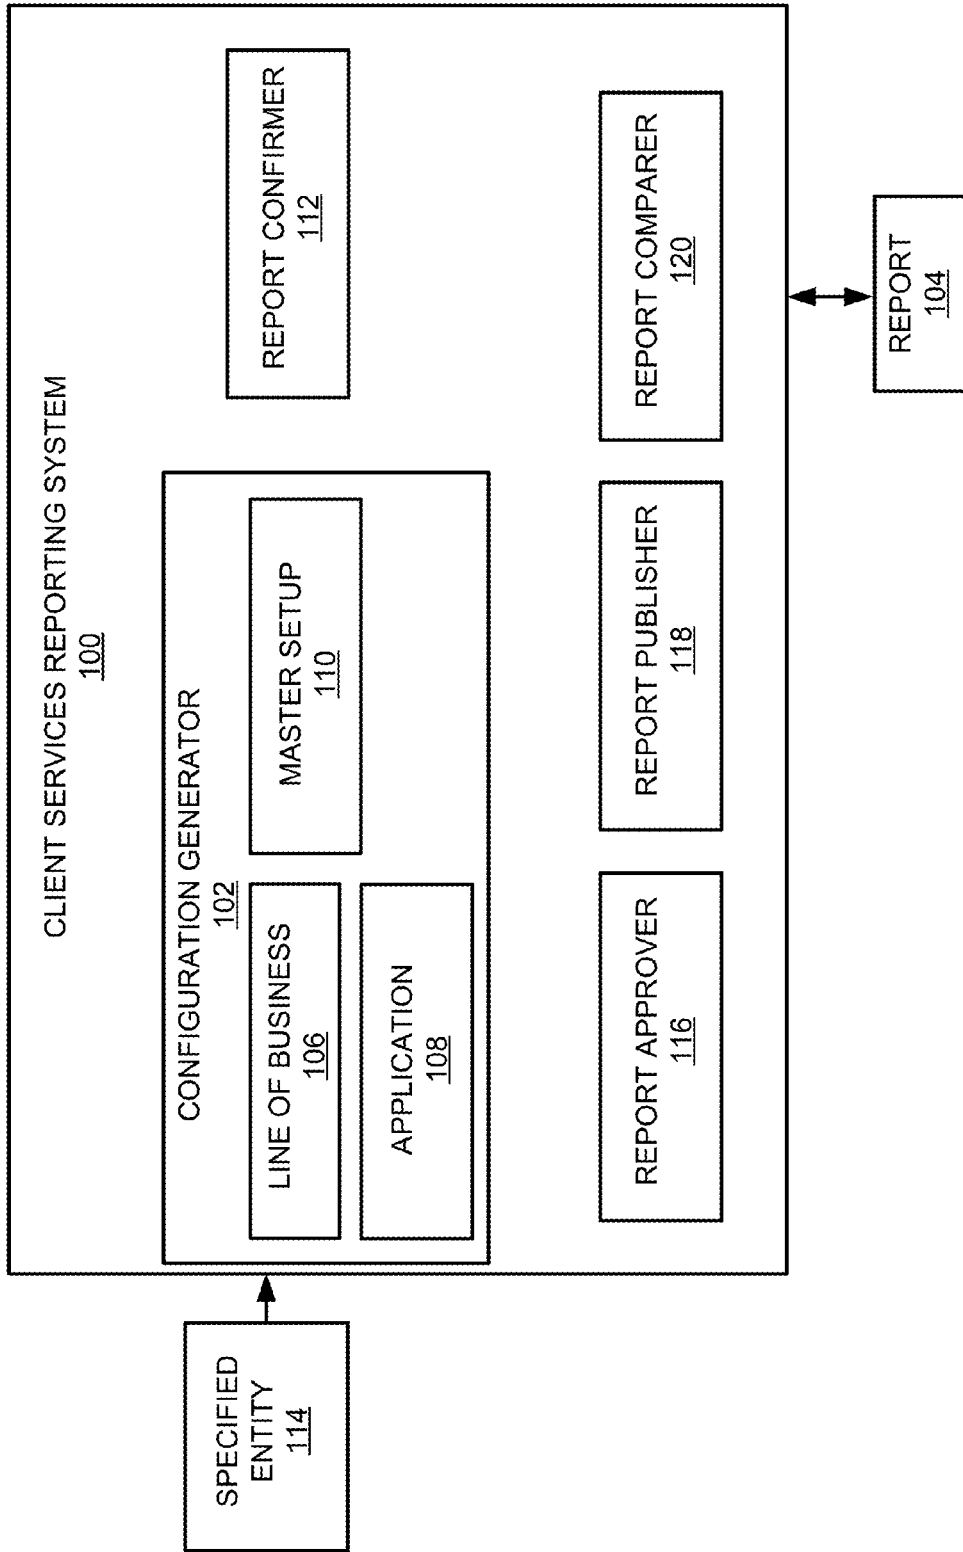 CLIENT SERVICES REPORTING SYSTEM
100
CONFIGURATION GENERATOR
102
LINE OF BUSINESS
106
APPLICATION
108
MASTER SETUP
110
REPORT CONFIRMER
112
SPECIFIED
ENTITY
114
REPORT APPROVER
116
REPORT PUBLISHER
118
REPORT COMPARER
120
REPORT
104